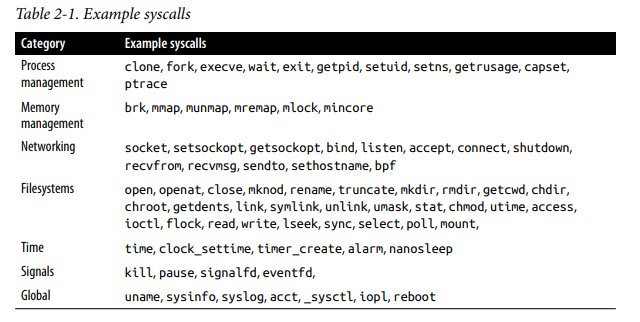 Table 2-1. Example syscalls
Category Example syscalls
Process management clone, fork, execve, wait, exit, getpid, setuid, setns, getrusage, capset,
ptrace
Memory management brk, mmap, munmap, mremap, mlock, mincore
Networking socket, setsockopt, getsockopt, bind, listen, accept, connect, shutdown,
recvfrom, recvmsg, sendto, sethostname, bpf
Filesystems open, openat, close, mknod, rename, truncate, mkdir, rmdir, getcwd, chdir,
chroot, getdents, link, symlink, unlink, umask, stat, chmod, utime, access,
ioctl, flock, read, write, lseek, sync, select, poll, mount,
Time time, clock_settime, timer_create, alarm, nanosleep
Signals kill, pause, signalfd, eventfd,
Global uname, sysinfo, syslog, acct, _sysctl, iopl, reboot